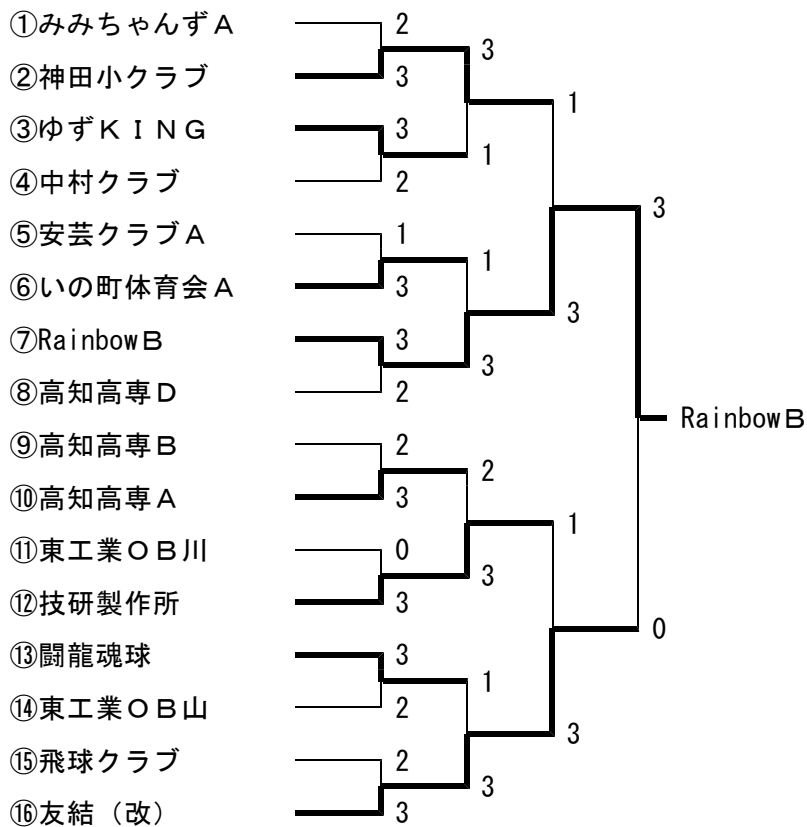 ①みみちゃんずＡ 2
3
②神田小クラブ 3
1
③ゆずＫＩＮＧ 3
1
④中村クラブ 2
3
⑤安芸クラブＡ 1
1
⑥いの町体育会Ａ 3
3
⑦RainbowＢ 3
3
⑧高知高専Ｄ 2
RainbowＢ
⑨高知高専Ｂ 2
2
⑩高知高専Ａ 3
1
⑪東工業ＯＢ川 0
3
⑫技研製作所 3
0
⑬闘龍魂球 3
1
⑭東工業ＯＢ山 2
3
⑮飛球クラブ 2
3
⑯友結（改） 3